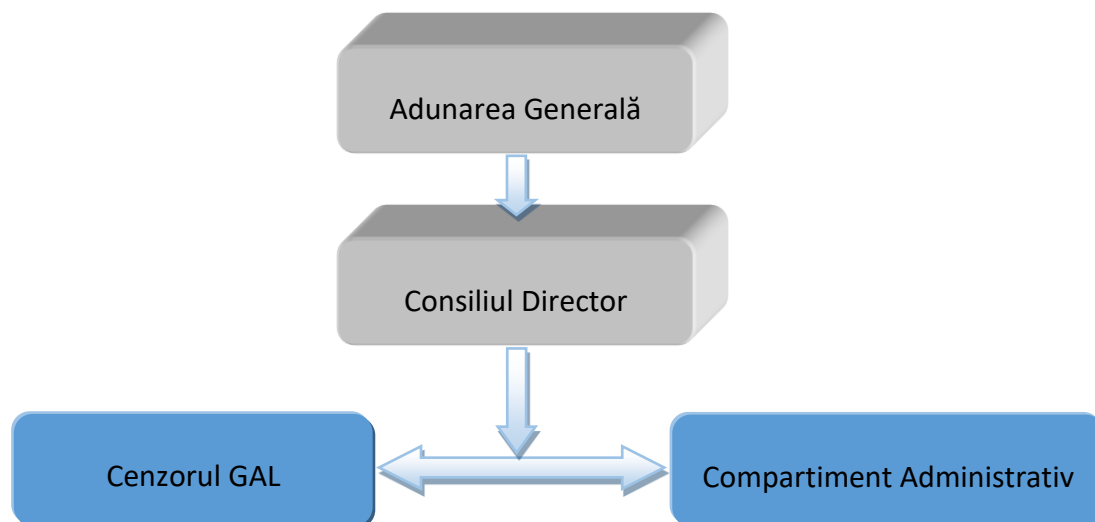 Adunarea Generală
Consiliul Director
Cenzorul GAL
Compartiment Administrativ